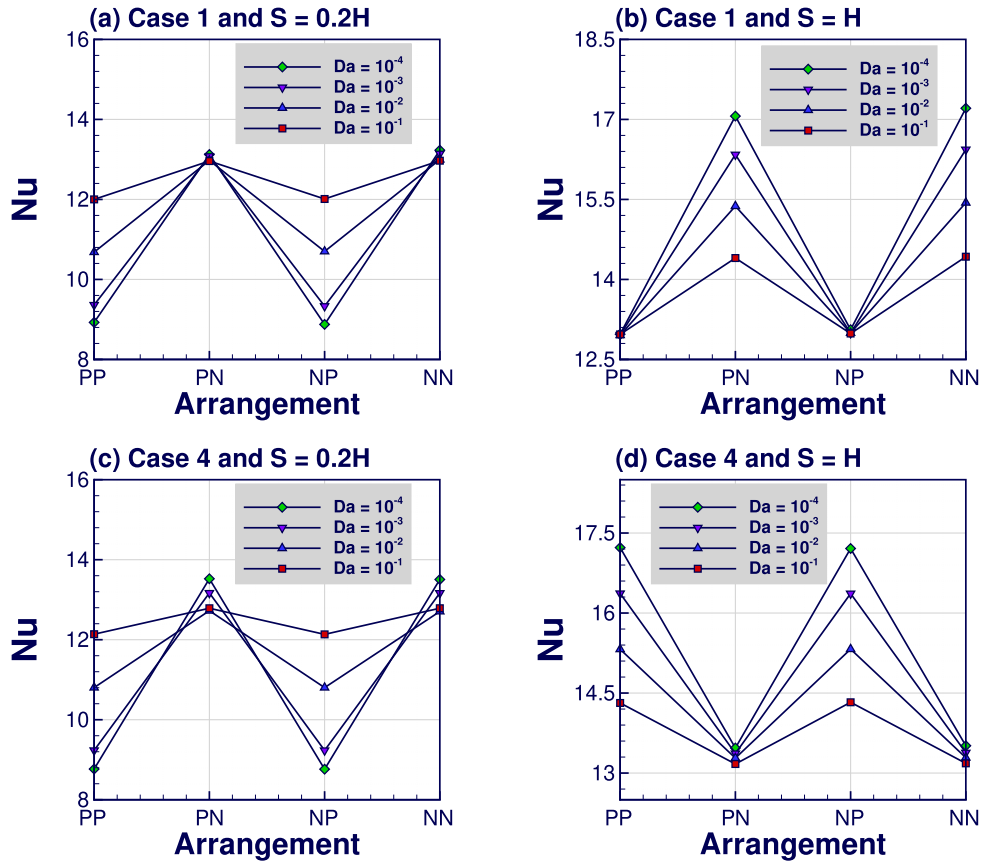 (a) Case 1 and S = 0.2H
16
14
12
10
8
Nu
Da = 10⁻⁴
Da = 10⁻³
Da = 10⁻²
Da = 10⁻¹
PP PN NP NN
Arrangement
(b) Case 1 and S = H
18.5
17
15.5
14
12.5
Nu
Da = 10⁻⁴
Da = 10⁻³
Da = 10⁻²
Da = 10⁻¹
PP PN NP NN
Arrangement
(c) Case 4 and S = 0.2H
16
14
12
10
8
Nu
Da = 10⁻⁴
Da = 10⁻³
Da = 10⁻²
Da = 10⁻¹
PP PN NP NN
Arrangement
(d) Case 4 and S = H
17.5
16
14.5
13
Nu
Da = 10⁻⁴
Da = 10⁻³
Da = 10⁻²
Da = 10⁻¹
PP PN NP NN
Arrangement